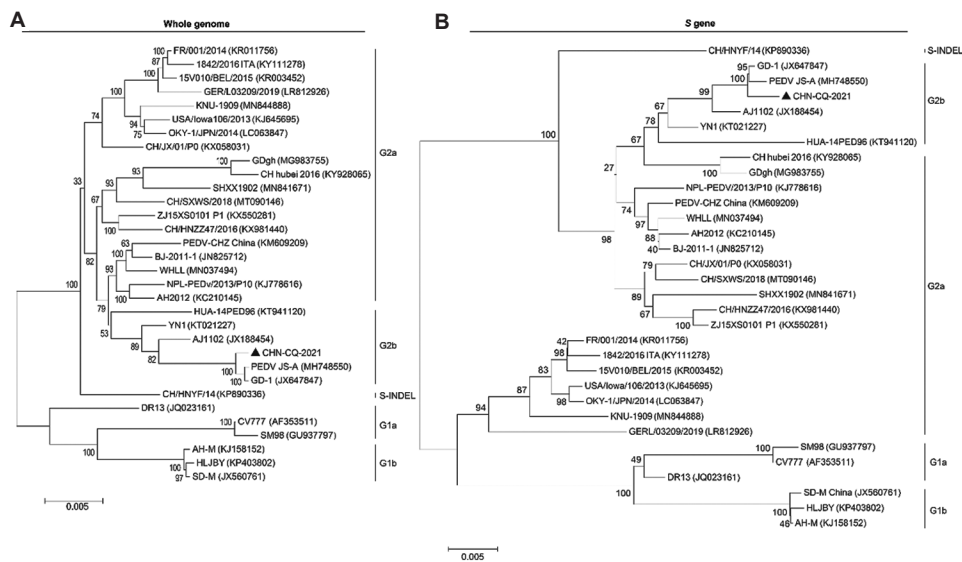 A
Whole genome
100
FR/001/2014 (KR011756)
87
1842/2016 ITA (KY111278)
15V010/BEL/2015 (KR003452)
100
GER/L03209/2019 (LR812926)
KNU-1909 (MN844888)
74
94
USA/Iowa106/2013 (KJ645695)
75
OKY-1/JPN/2014 (LC063847)
CH/JX/01/P0 (KX058031)
G2a
100
GDgh (MG983755)
93
CH hubei 2016 (KY928065)
33
93
SHXX1902 (MN841671)
67
CH/SXWS/2018 (MT090146)
ZJ15XS0101 P1 (KX550281)
100
CH/HNZZ47/2016 (KX981440)
82
63
PEDV-CHZ China (KM609209)
100
BJ-2011-1 (JN825712)
93
WHLL (MN037494)
NPL-PEDv/2013/P10 (KJ778616)
100
AH2012 (KC210145)
100
79
HUA-14PED96 (KT941120)
53
YN1 (KT021227)
89
AJ1102 (JX188454)
G2b
82
▲ CHN-CQ-2021
100
PEDV JS-A (MH748550)
100
GD-1 (JX647847)
CH/HNYF/14 (KP890336)
S-INDEL
DR13 (JQ023161)
100
CV777 (AF353511)
G1a
SM98 (GU937797)
100
AH-M (KJ158152)
100
HLJBY (KP403802)
G1b
97
SD-M (JX560761)
0.005
B
S gene
CH/HNYF/14 (KP890336)
S-INDEL
95
GD-1 (JX647847)
100
PEDV JS-A (MH748550)
99
▲ CHN-CQ-2021
67
AJ1102 (JX188454)
G2b
78
YN1 (KT021227)
100
67
HUA-14PED96 (KT941120)
27
CH hubei 2016 (KY928065)
100
GDgh (MG983755)
NPL-PEDV/2013/P10 (KJ778616)
74
PEDV-CHZ China (KM609209)
97
WHLL (MN037494)
98
88
AH2012 (KC210145)
40
BJ-2011-1 (JN825712)
79
CH/JX/01/P0 (KX058031)
CH/SXWS/2018 (MT090146)
G2a
89
SHXX1902 (MN841671)
67
CH/HNZZ47/2016 (KX981440)
100
ZJ15XS0101 P1 (KX550281)
42
FR/001/2014 (KR011756)
98
1842/2016 ITA (KY111278)
83
15V010/BEL/2015 (KR003452)
87
USA/Iowa/106/2013 (KJ645695)
98
OKY-1/JPN/2014 (LC063847)
94
KNU-1909 (MN844888)
GERL/03209/2019 (LR812926)
100
SM98 (GU937797)
49
CV777 (AF353511)
G1a
DR13 (JQ023161)
100
SD-M China (JX560761)
100
HLJBY (KP403802)
G1b
46
AH-M (KJ158152)
0.005